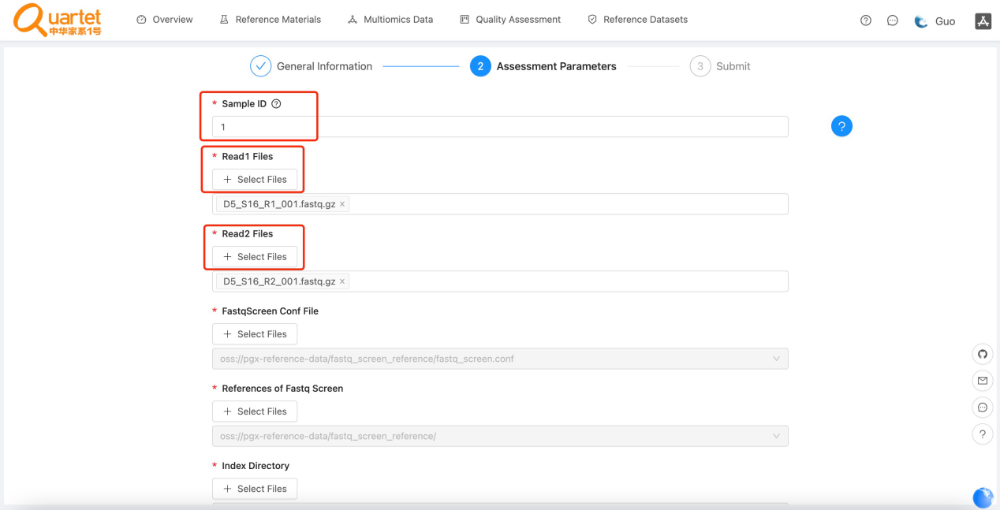 Quartet
中华家系1号
Overview
Reference Materials
Multiomics Data
Quality Assessment
Reference Datasets
Guo
General Information
2 Assessment Parameters
3 Submit
* Sample ID ?
1
?
* Read1 Files
+ Select Files
D5_S16_R1_001.fastq.gz ×
* Read2 Files
+ Select Files
D5_S16_R2_001.fastq.gz ×
* FastqScreen Conf File
+ Select Files
oss://pgx-reference-data/fastq_screen_reference/fastq_screen.conf
* References of Fastq Screen
+ Select Files
oss://pgx-reference-data/fastq_screen_reference/
?
* Index Directory
+ Select Files